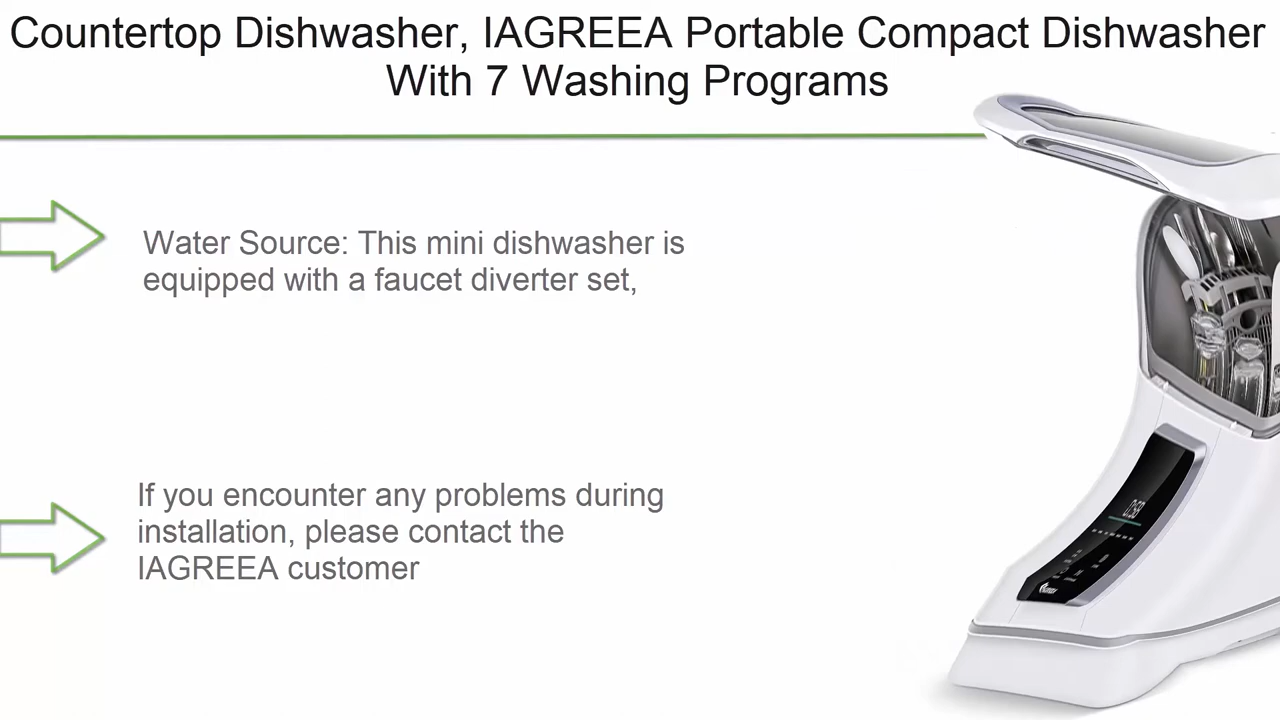 Countertop Dishwasher, IAGREEA Portable Compact Dishwasher
With 7 Washing Programs
Water Source: This mini dishwasher is
equipped with a faucet diverter set,
If you encounter any problems during
installation, please contact the
IAGREEA customer